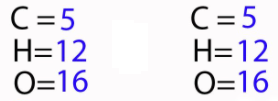 C = 5 C = 5
H=12 H=12
O=16 O=16